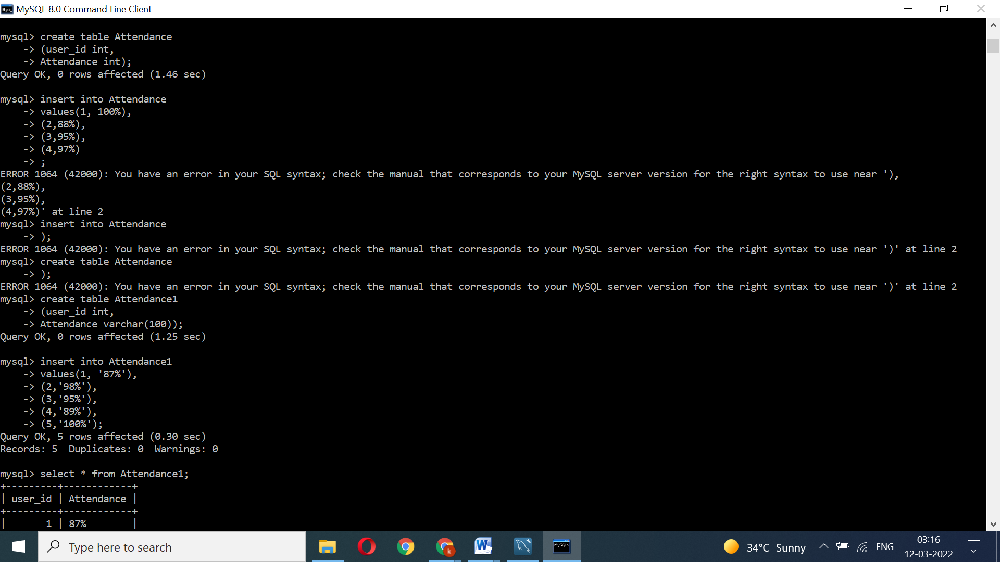 MySQL 8.0 Command Line Client
mysql> create table Attendance
    -> (user_id int,
    -> Attendance int);
Query OK, 0 rows affected (1.46 sec)
mysql> insert into Attendance
    -> values(1, 100%),
    -> (2,88%),
    -> (3,95%),
    -> (4,97%)
    -> ;
ERROR 1064 (42000): You have an error in your SQL syntax; check the manual that corresponds to your MySQL server version for the right syntax to use near '),
(2,88%),
(3,95%),
(4,97%)' at line 2
mysql> insert into Attendance
    -> );
ERROR 1064 (42000): You have an error in your SQL syntax; check the manual that corresponds to your MySQL server version for the right syntax to use near ')' at line 2
mysql> create table Attendance
    -> );
ERROR 1064 (42000): You have an error in your SQL syntax; check the manual that corresponds to your MySQL server version for the right syntax to use near ')' at line 2
mysql> create table Attendance1
    -> (user_id int,
    -> Attendance varchar(100));
Query OK, 0 rows affected (1.25 sec)
mysql> insert into Attendance1
    -> values(1, '87%'),
    -> (2,'98%'),
    -> (3,'95%'),
    -> (4,'89%'),
    -> (5,'100%');
Query OK, 5 rows affected (0.30 sec)
Records: 5  Duplicates: 0  Warnings: 0
mysql> select * from Attendance1;
+---------+------------+
| user_id | Attendance |
+---------+------------+
|       1 | 87%        |
Type here to search
k
W
MySQL>
34°C Sunny
ENG
03:16
12-03-2022